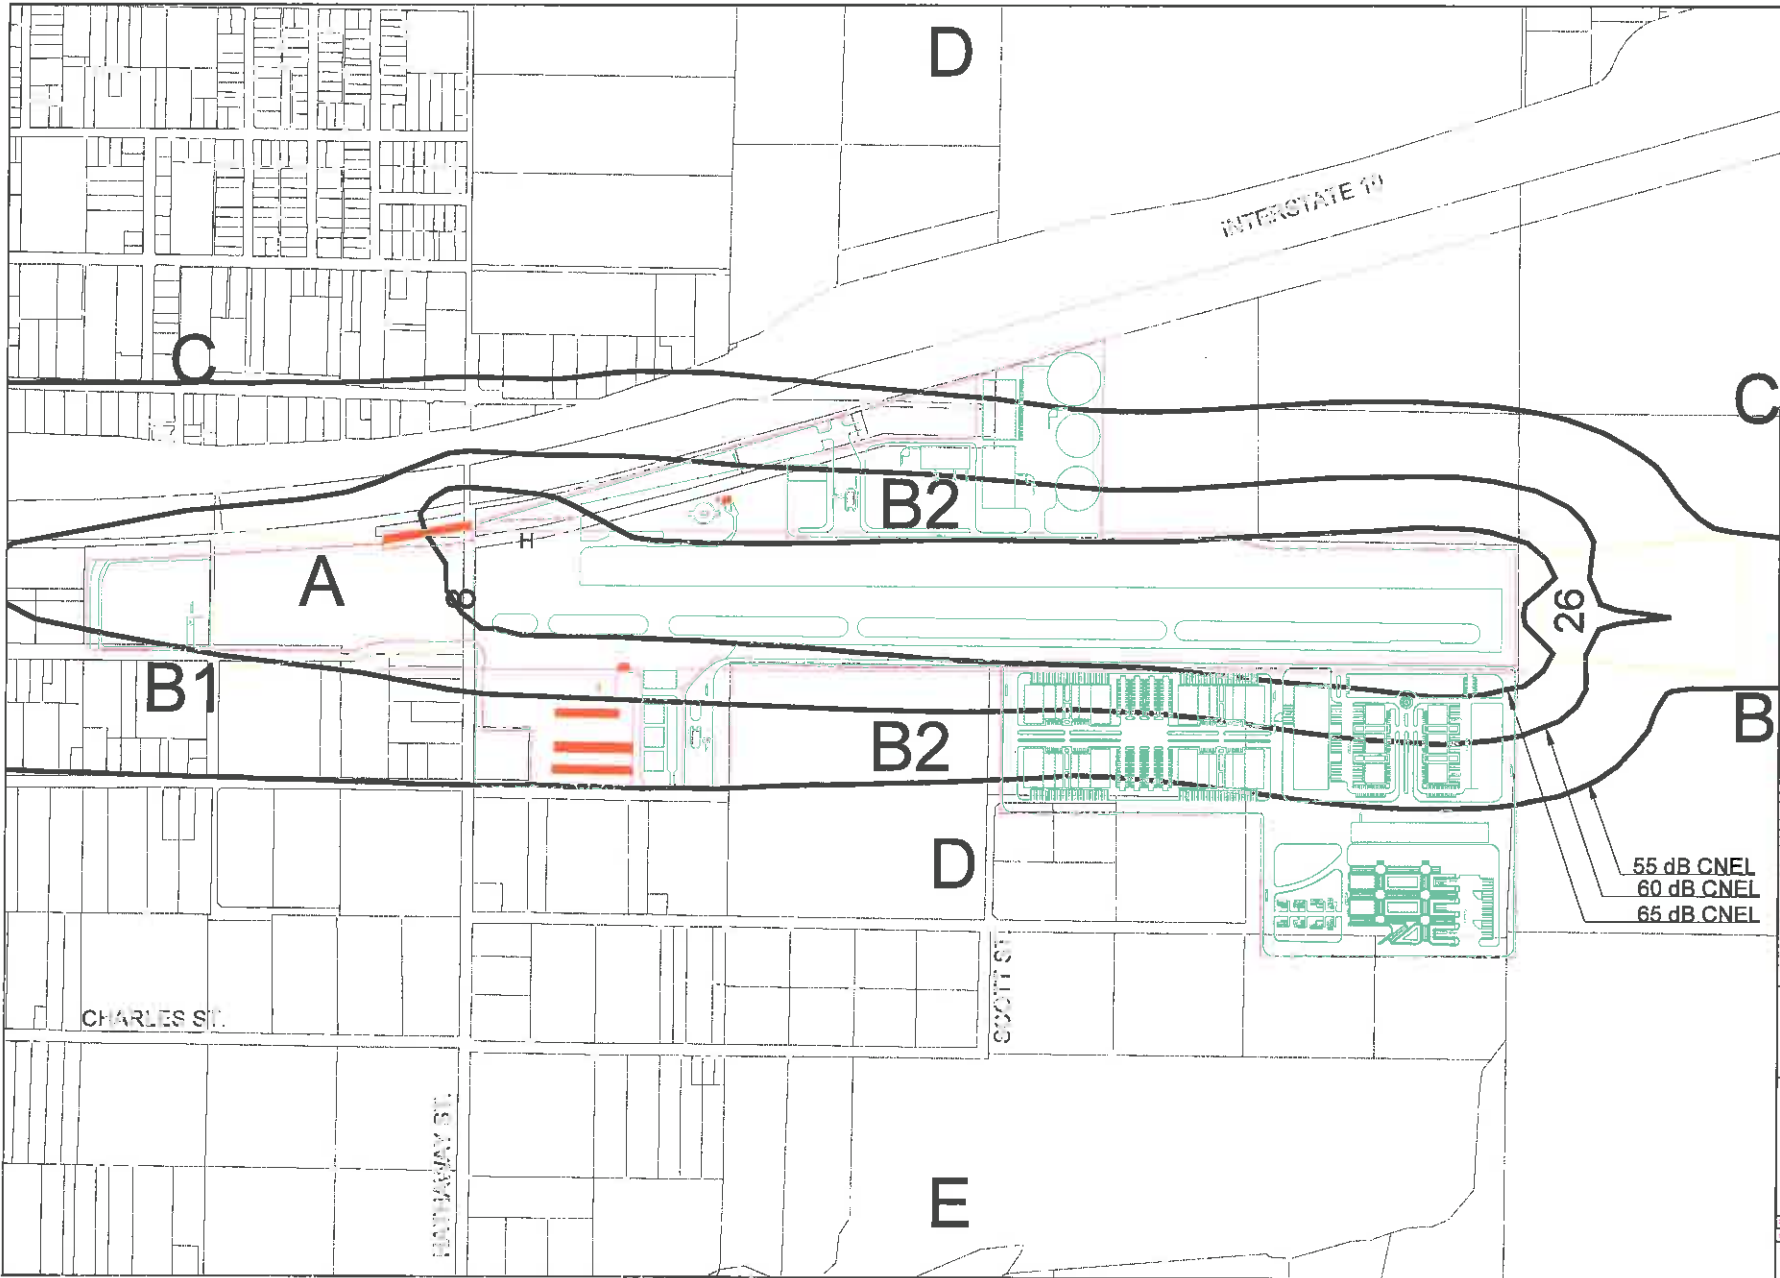 D
INTERSTATE 10
C
C
B2
H
A
8
26
B1
B2
B
D
55 dB CNEL
60 dB CNEL
65 dB CNEL
SCOTT ST.
CHARLES ST.
HATHAWAY ST.
E